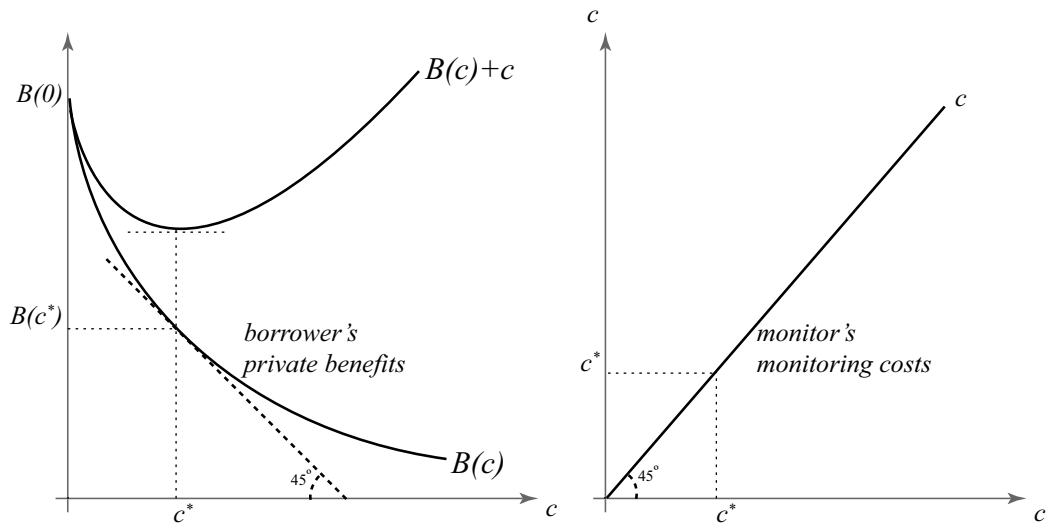 B(0)
B(c)+c
B(c*)
borrower's
private benefits
45°
B(c)
c*
c
c
c
c*
monitor's
monitoring costs
45°
c*
c